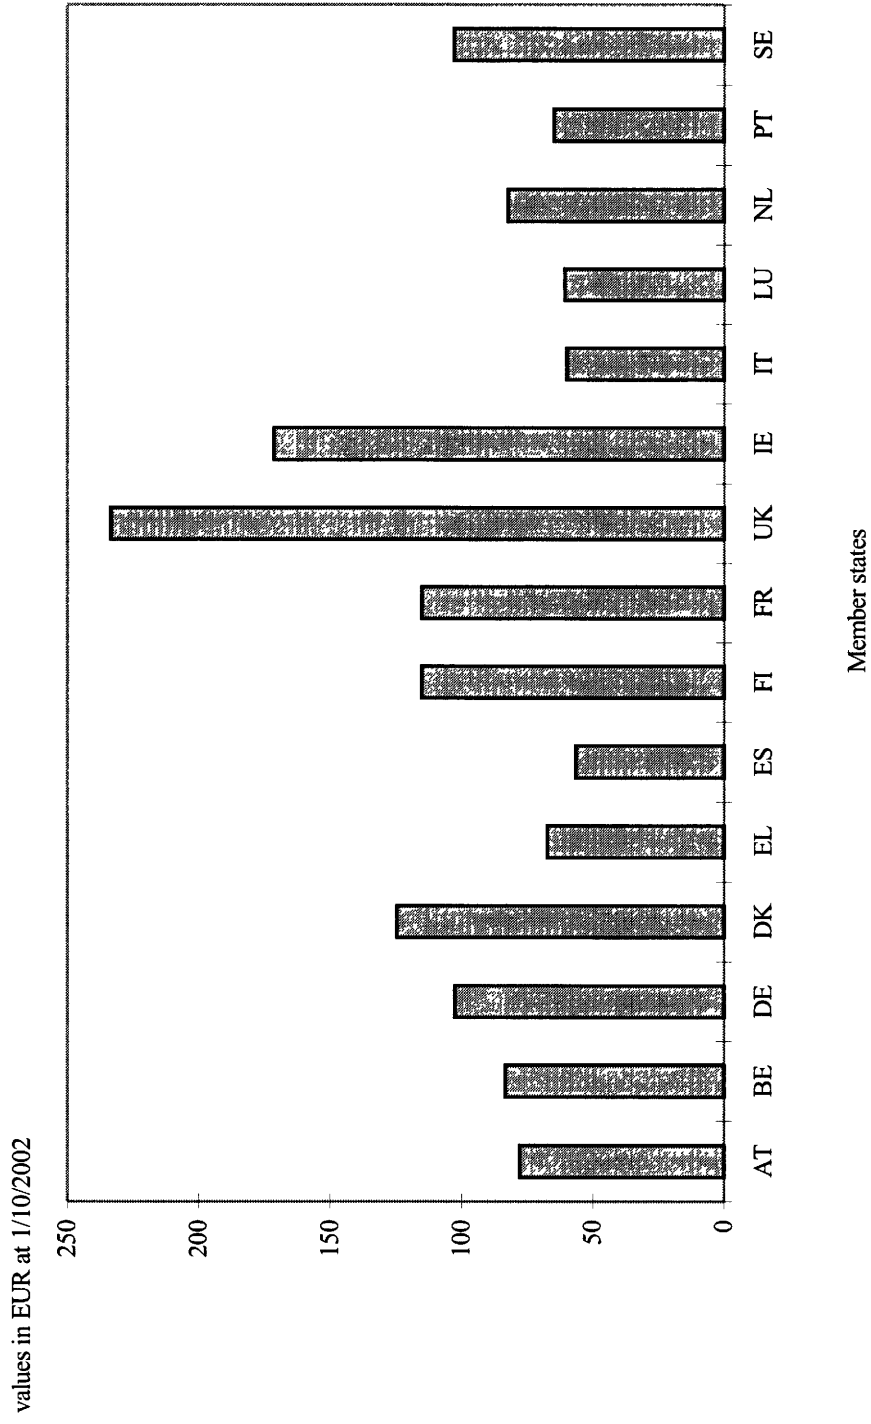 values in EUR at 1/10/2002
250
200
150
100
50
0
AT BE DE DK EL ES FI FR UK IE IT LU NL PT SE
Member states